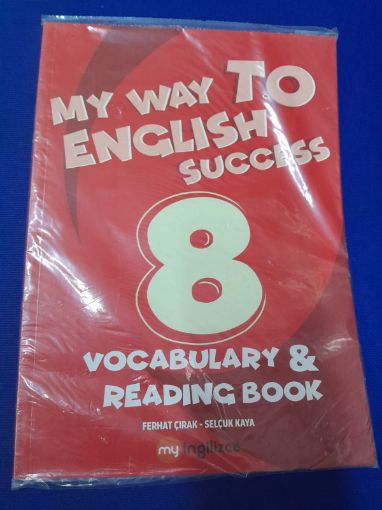 MY WAY TO
ENGLISH
SUCCESS
8
VOCABULARY &
READING BOOK
FERHAT ÇIRAK - SELÇUK KAYA
my ingilizce